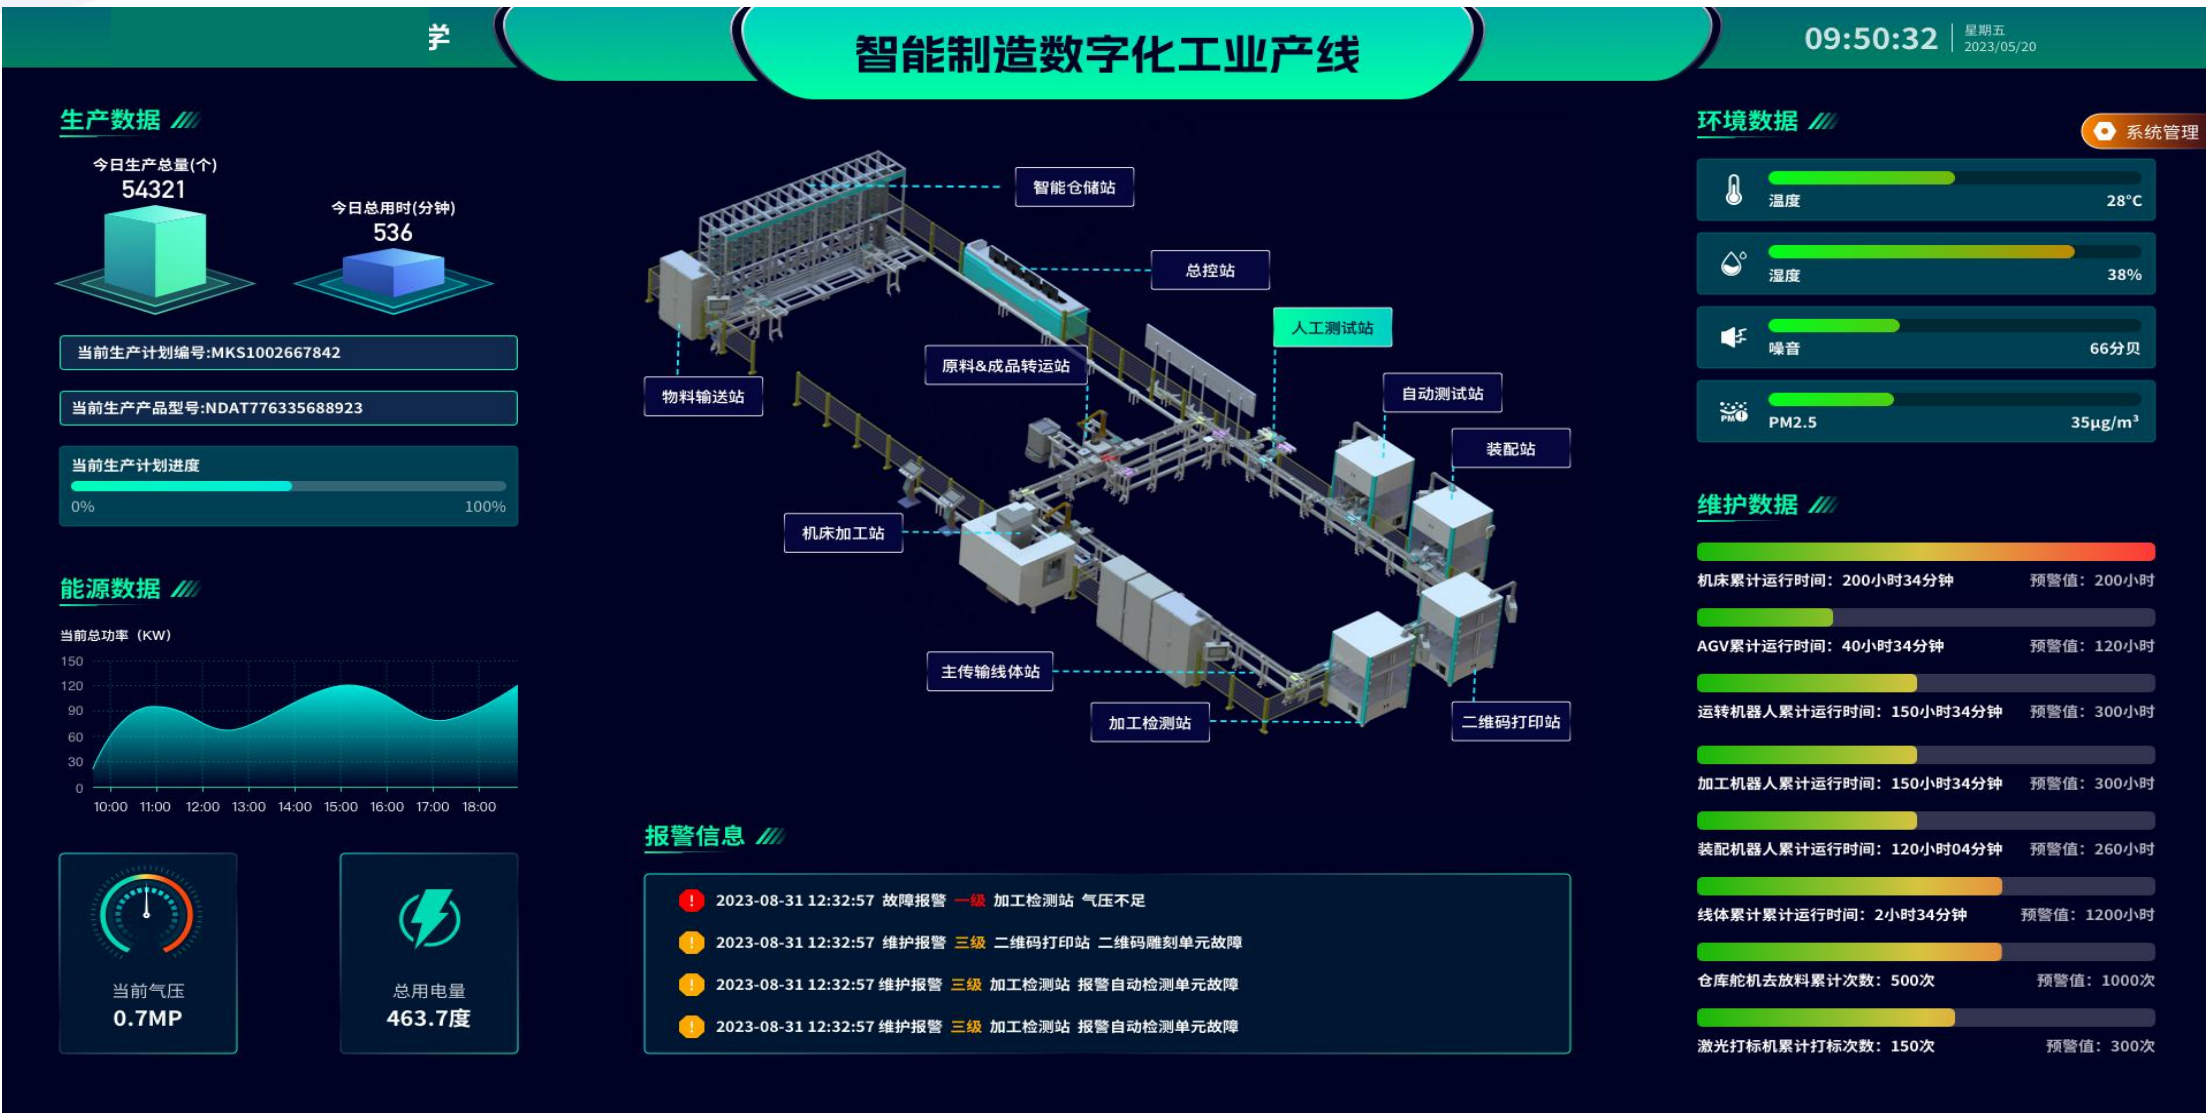 学
智能制造数字化工业产线
09:50:32
星期五
2023/05/20
生产数据
今日生产总量(个)
54321
今日总用时(分钟)
536
当前生产计划编号:MKS1002667842
当前生产产品型号:NDAT776335688923
当前生产计划进度
0%
100%
能源数据
当前总功率（KW）
150
120
90
60
30
0
10:00 11:00 12:00 13:00 14:00 15:00 16:00 17:00 18:00
当前气压
0.7MP
总用电量
463.7度
智能仓储站
总控站
人工测试站
原料&成品转运站
物料输送站
自动测试站
装配站
机床加工站
主传输线体站
加工检测站
二维码打印站
报警信息
2023-08-31 12:32:57 故障报警 一级 加工检测站 气压不足
2023-08-31 12:32:57 维护报警 三级 二维码打印站 二维码雕刻单元故障
2023-08-31 12:32:57 维护报警 三级 加工检测站 报警自动检测单元故障
2023-08-31 12:32:57 维护报警 三级 加工检测站 报警自动检测单元故障
环境数据
系统管理
温度 28°C
湿度 38%
噪音 66分贝
PM
PM2.5 35μg/m³
维护数据
机床累计运行时间：200小时34分钟 预警值：200小时
AGV累计运行时间：40小时34分钟 预警值：120小时
运转机器人累计运行时间：150小时34分钟 预警值：300小时
加工机器人累计运行时间：150小时34分钟 预警值：300小时
装配机器人累计运行时间：120小时04分钟 预警值：260小时
线体累计累计运行时间：2小时34分钟 预警值：1200小时
仓库舵机去放料累计次数：500次 预警值：1000次
激光打标机累计打标次数：150次 预警值：300次